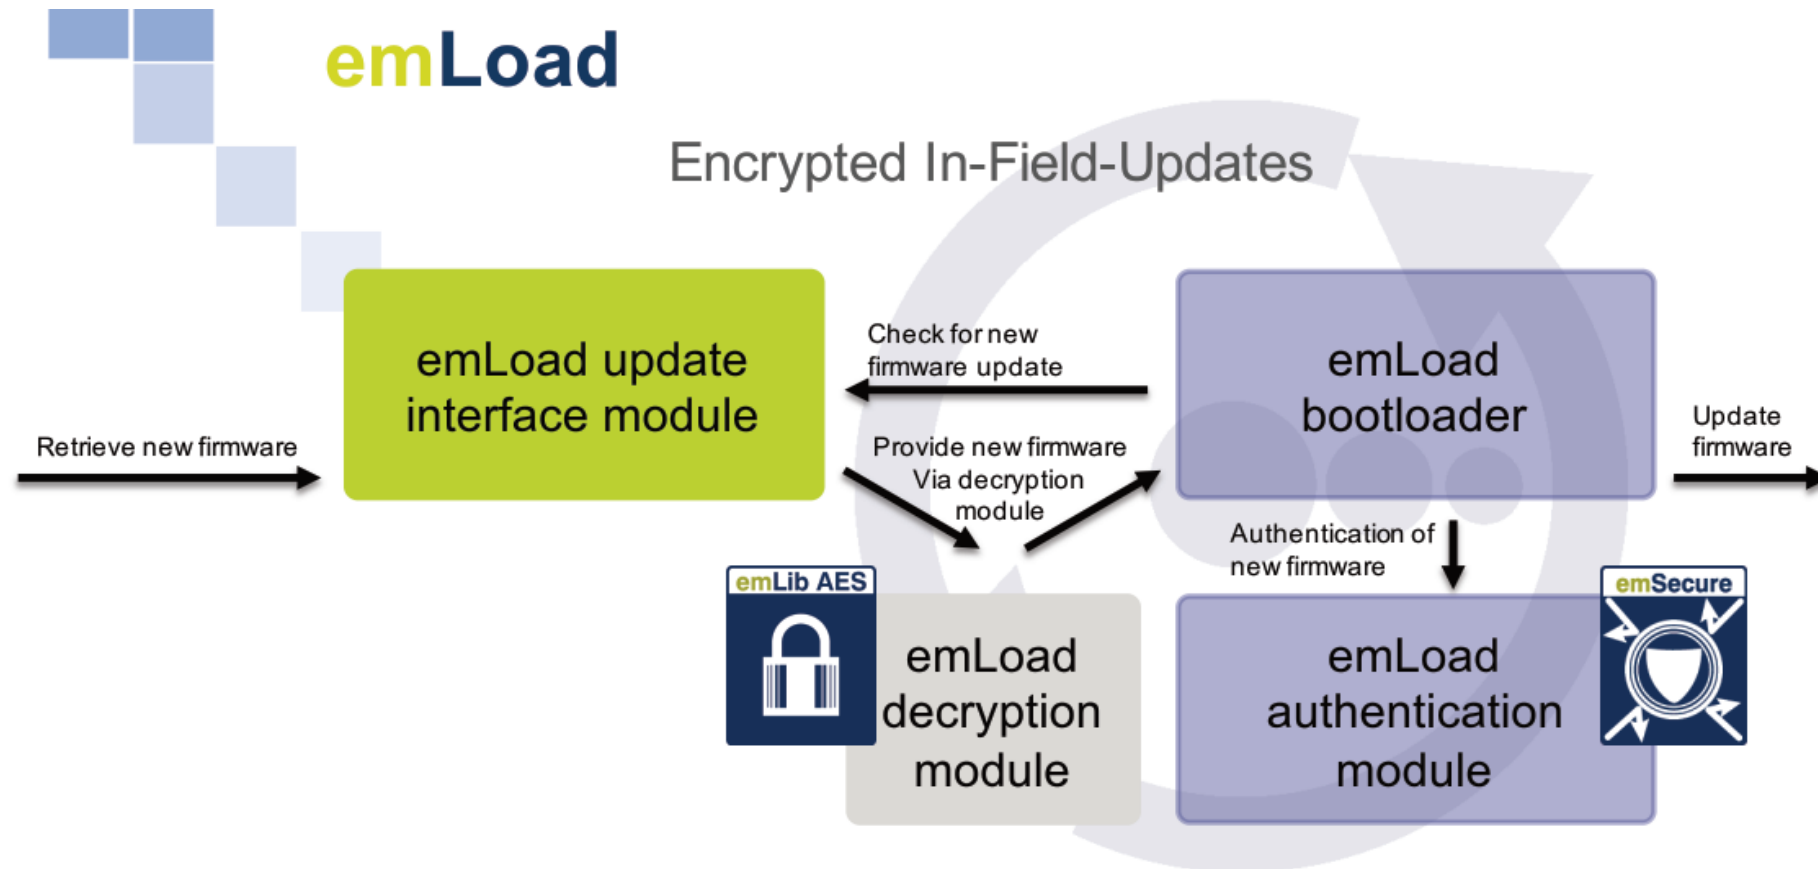 emLoad
Encrypted In-Field-Updates
emLoad update
interface module
Check for new
firmware update
emLoad
bootloader
Retrieve new firmware
Provide new firmware
Via decryption
module
Update
firmware
Authentication of
new firmware
emLib AES
emLoad
decryption
module
emLoad
authentication
module
emSecure